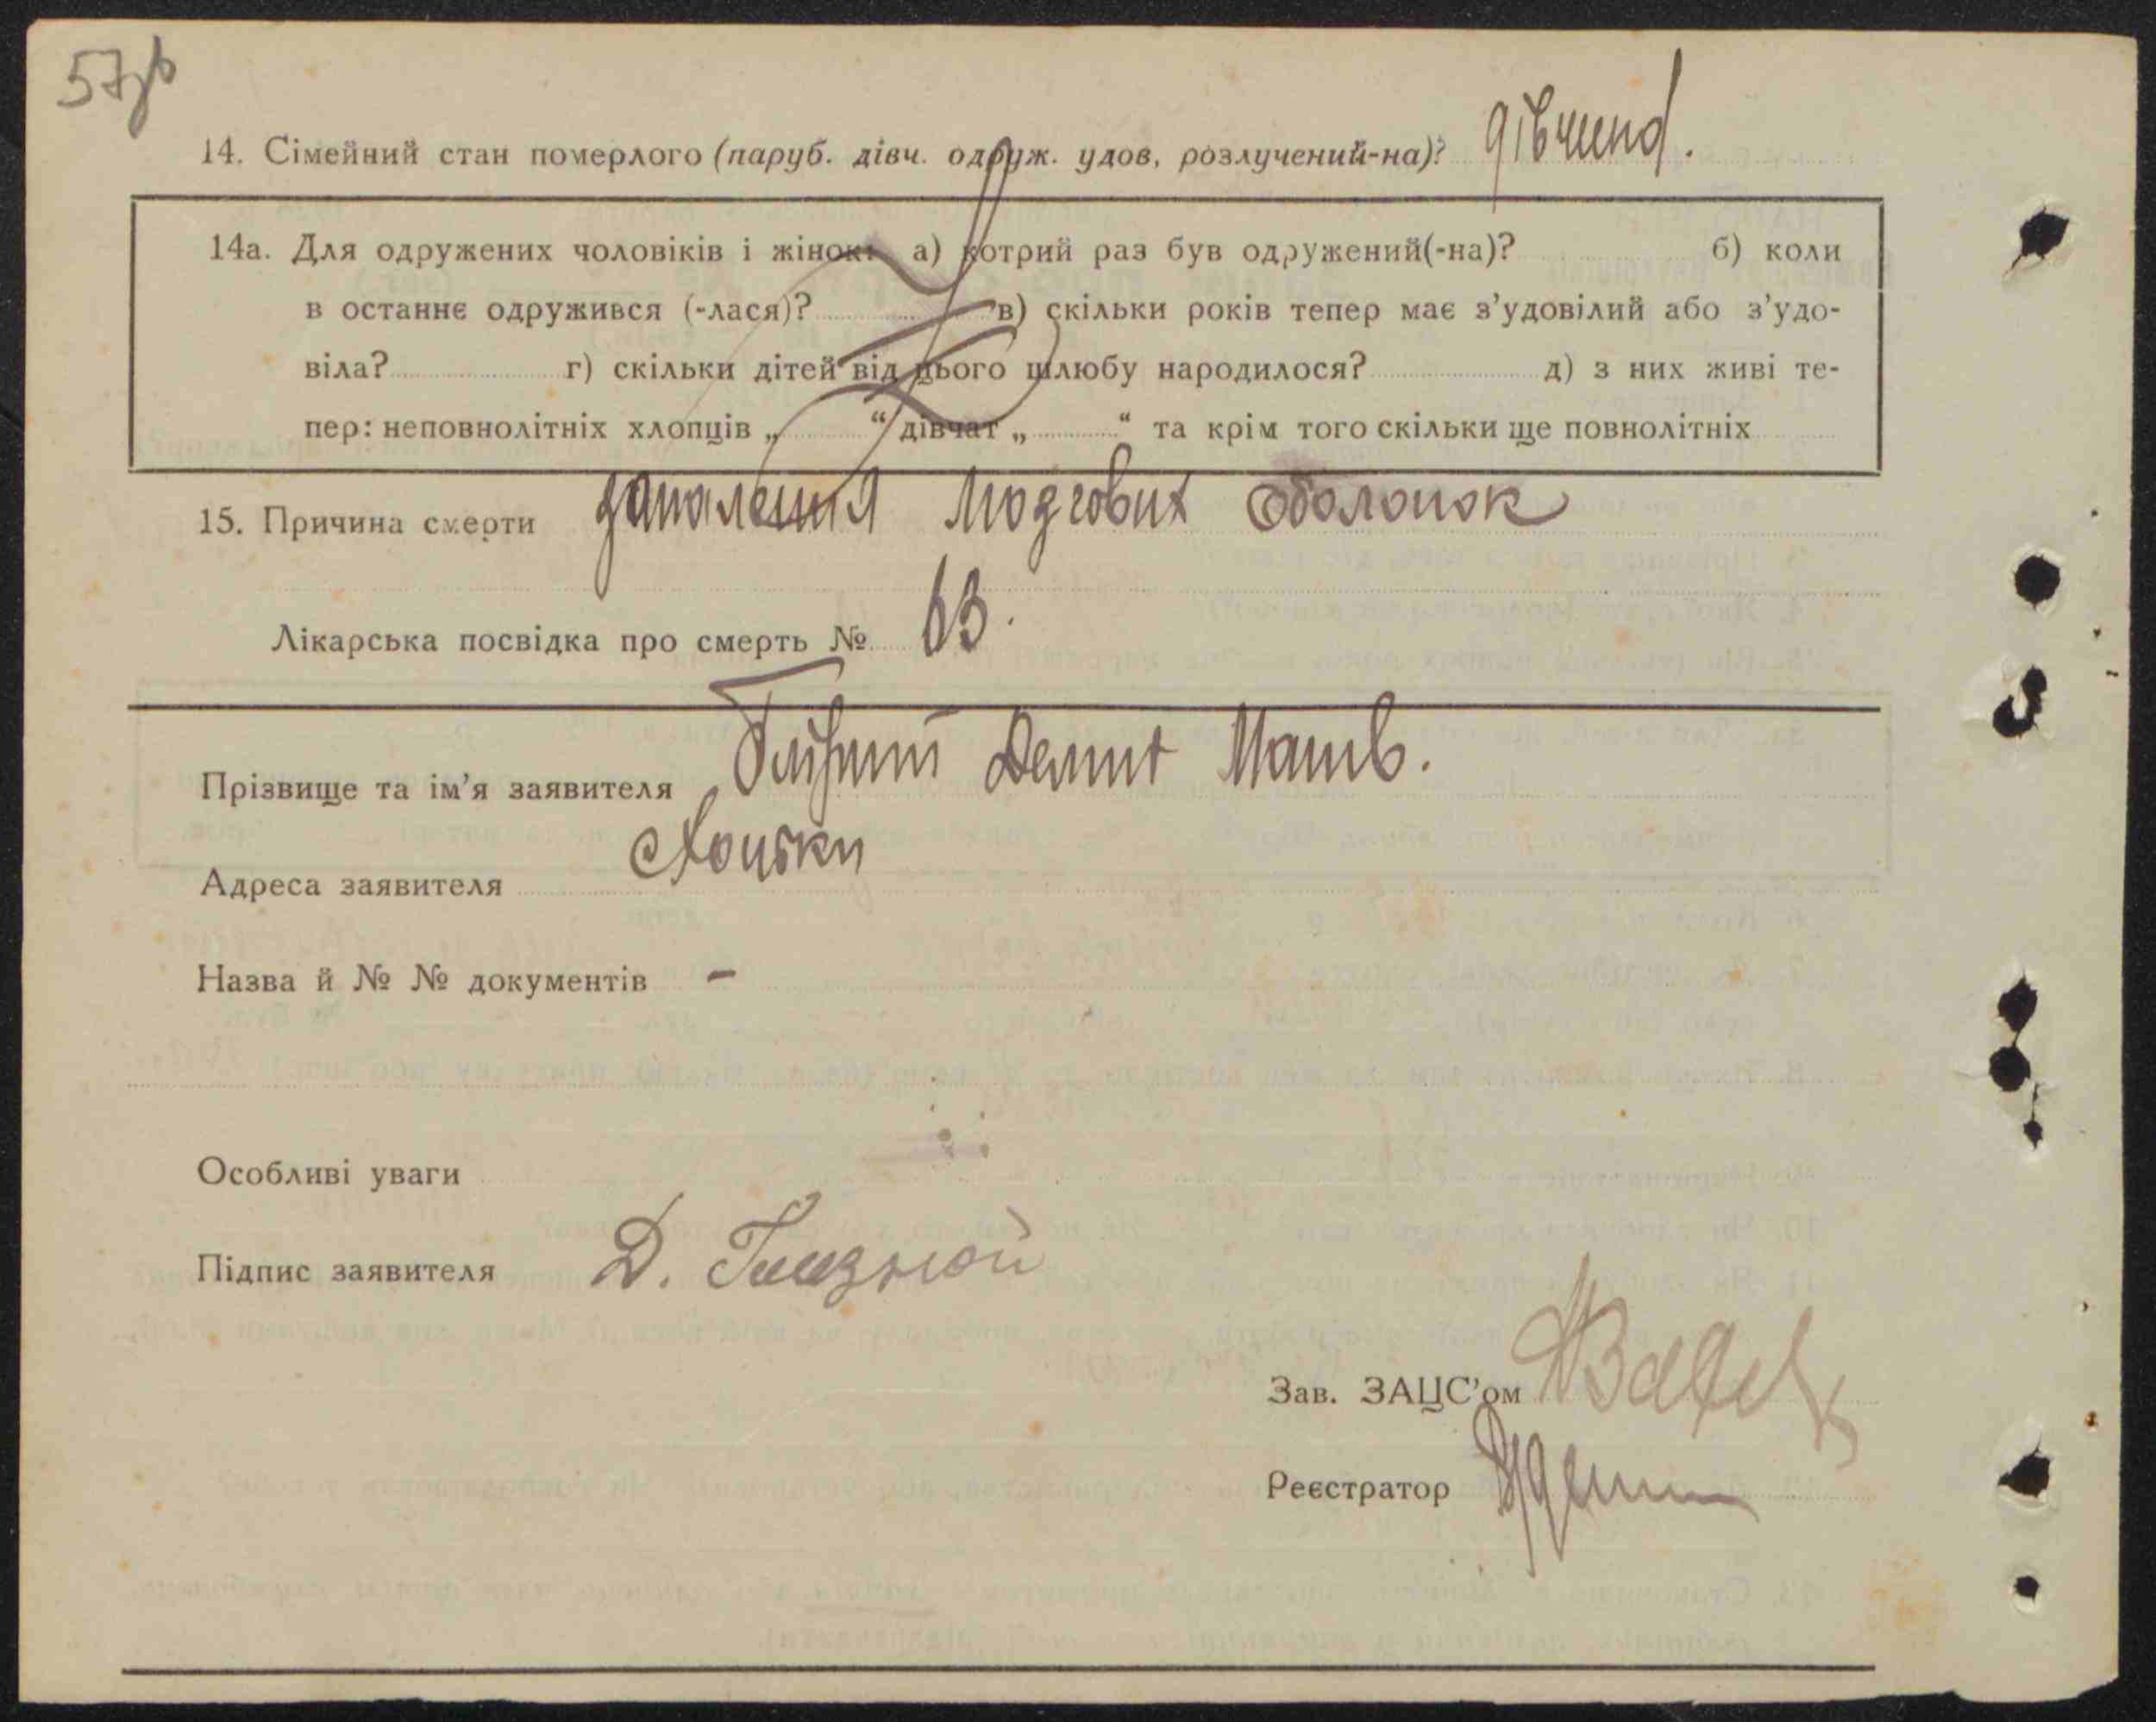 57
14. Сімейний стан померлого (паруб. дівч. одруж. удов, розлучений-на)? дівчина.
14а. Для одружених чоловіків і жінок: а) котрий раз був одружений(-на)? б) коли
в останнє одружився (-лася)? в) скільки років тепер має з’удовілий або з’удо-
віла? г) скільки дітей від цього шлюбу народилося? д) з них живі те-
пер: неповнолітніх хлопців „ “ дівчат „ “ та крім того скільки ще повнолітніх
15. Причина смерти запалення мозгових оболонок
Лікарська посвідка про смерть № 63.
Прізвище та ім’я заявителя Демид
Адреса заявителя
Назва й № № документів -
Особливі уваги
Підпис заявителя Д.
Зав. ЗАЦС’ом
Реєстратор